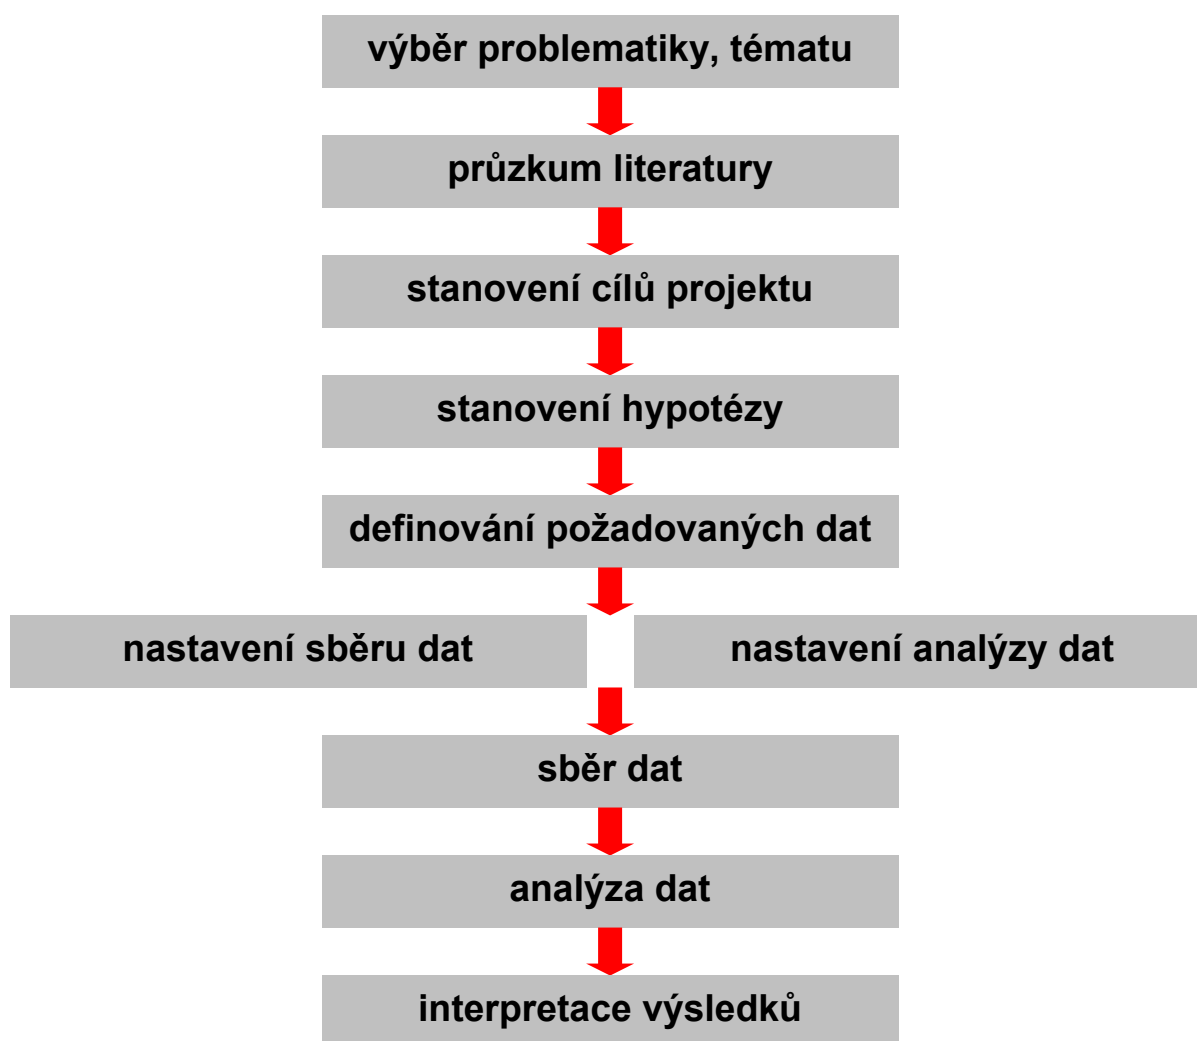 výběr problematiky, tématu
průzkum literatury
stanovení cílů projektu
stanovení hypotézy
definování požadovaných dat
nastavení sběru dat
nastavení analýzy dat
sběr dat
analýza dat
interpretace výsledků